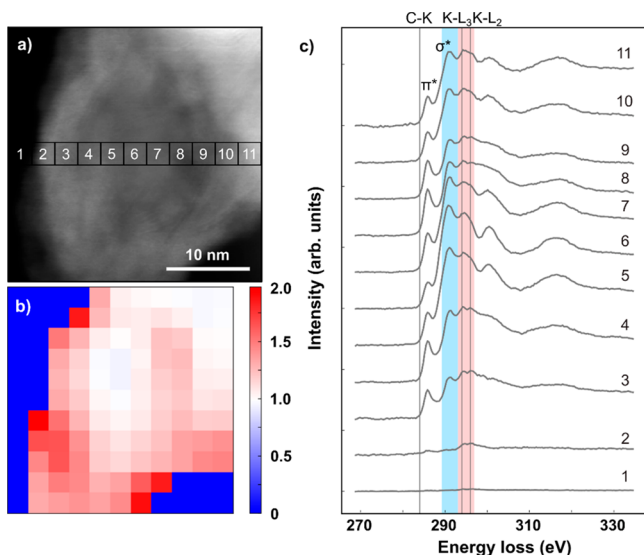 a)
1 2 3 4 5 6 7 8 9 10 11
10 nm
b)
2.0
1.5
1.0
0.5
0
c)
C-K K-L₃ K-L₂
σ*
π*
11
10
9
8
7
6
5
4
3
2
1
Intensity (arb. units)
270 290 310 330
Energy loss (eV)